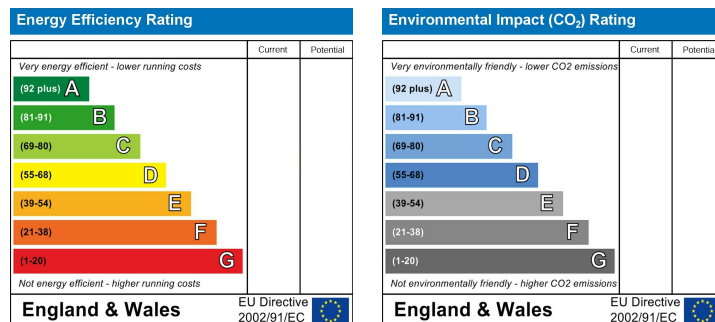 Energy Efficiency Rating
Current Potential
Very energy efficient - lower running costs
(92 plus) A
(81-91) B
(69-80) C
(55-68) D
(39-54) E
(21-38) F
(1-20) G
Not energy efficient - higher running costs
England & Wales
EU Directive
2002/91/EC
Environmental Impact (CO₂) Rating
Current Potential
Very environmentally friendly - lower CO2 emissions
(92 plus) A
(81-91) B
(69-80) C
(55-68) D
(39-54) E
(21-38) F
(1-20) G
Not environmentally friendly - higher CO2 emissions
England & Wales
EU Directive
2002/91/EC